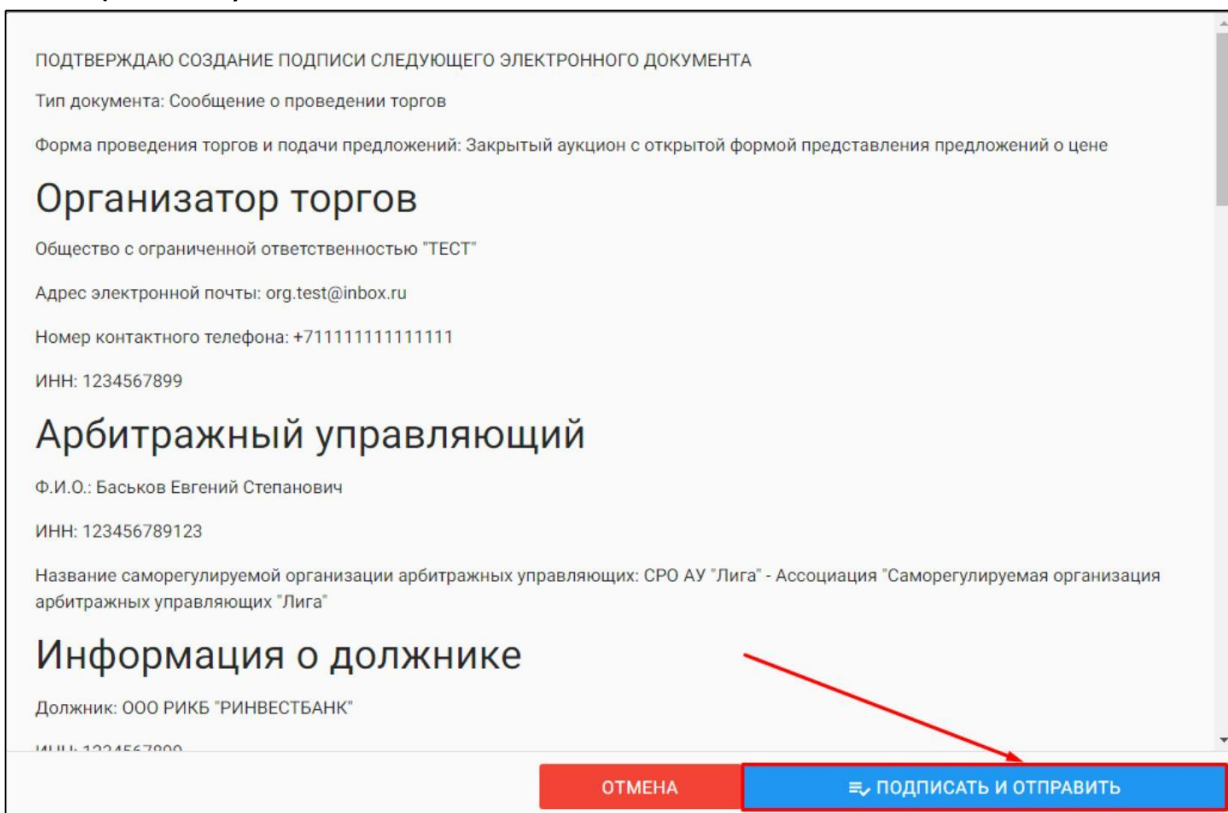 ПОДТВЕРЖДАЮ СОЗДАНИЕ ПОДПИСИ СЛЕДУЮЩЕГО ЭЛЕКТРОННОГО ДОКУМЕНТА
Тип документа: Сообщение о проведении торгов
Форма проведения торгов и подачи предложений: Закрытый аукцион с открытой формой представления предложений о цене
Организатор торгов
Общество с ограниченной ответственностью "ТЕСТ"
Адрес электронной почты: org.test@inbox.ru
Номер контактного телефона: +711111111111111
ИНН: 1234567899
Арбитражный управляющий
Ф.И.О.: Баськов Евгений Степанович
ИНН: 123456789123
Название саморегулируемой организации арбитражных управляющих: СРО АУ "Лига" - Ассоциация "Саморегулируемая организация
арбитражных управляющих "Лига"
Информация о должнике
Должник: ООО РИКБ "РИНВЕСТБАНК"
ИНН: 1234567899
ОТМЕНА
ПОДПИСАТЬ И ОТПРАВИТЬ